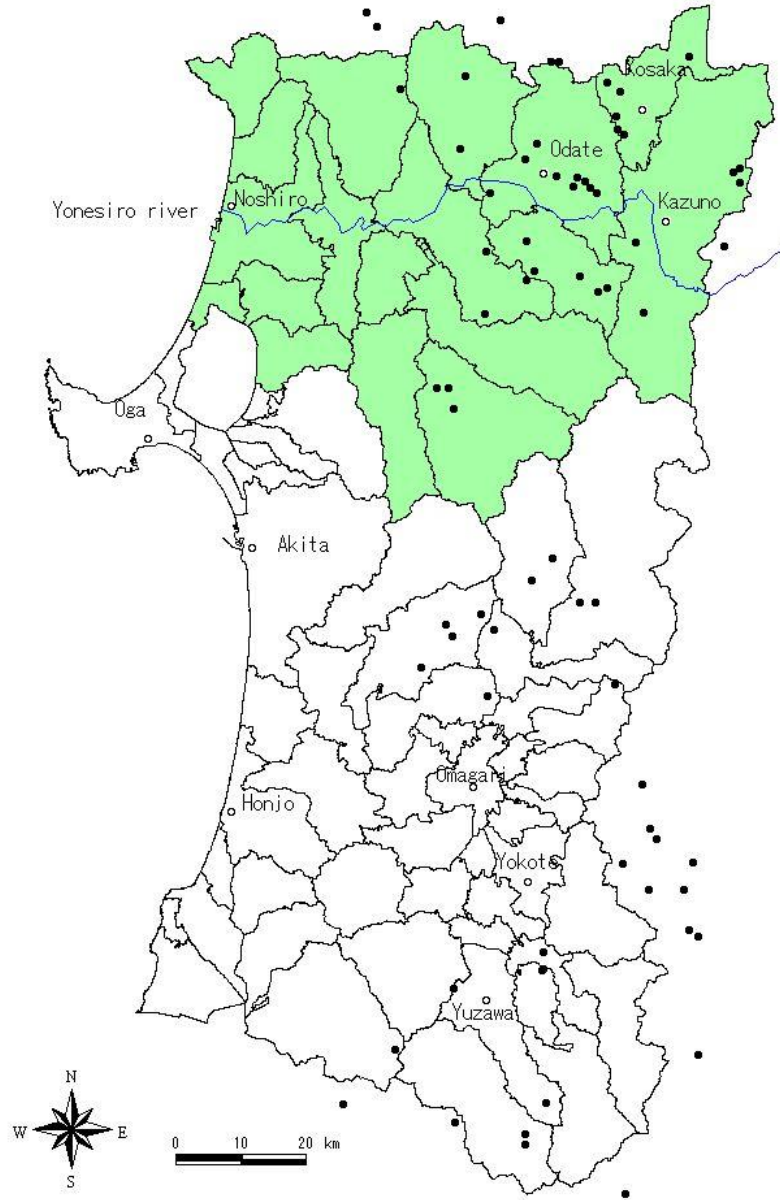 Kosaka
Odate
Yonesiro river
Noshiro
Kazuno
Oga
Akita
Omagari
Honjo
Yokote
Yuzawa
N
W E
S
0 10 20 km